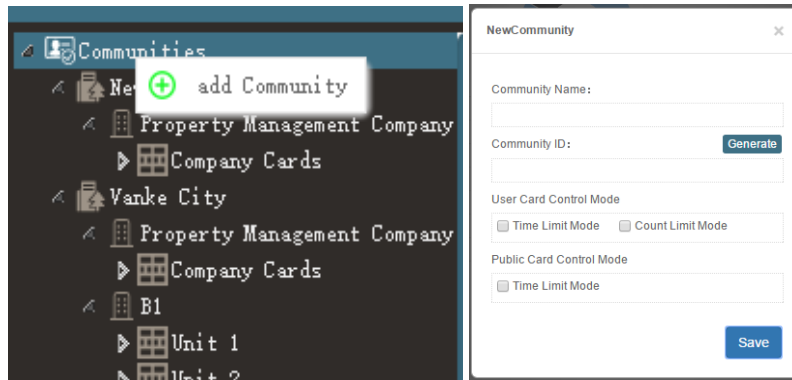 Communities
add Community
Property Management Company
Company Cards
Vanke City
Property Management Company
Company Cards
B1
Unit 1
Unit 2
NewCommunity
Community Name:
Community ID:
Generate
User Card Control Mode
Time Limit Mode
Count Limit Mode
Public Card Control Mode
Time Limit Mode
Save